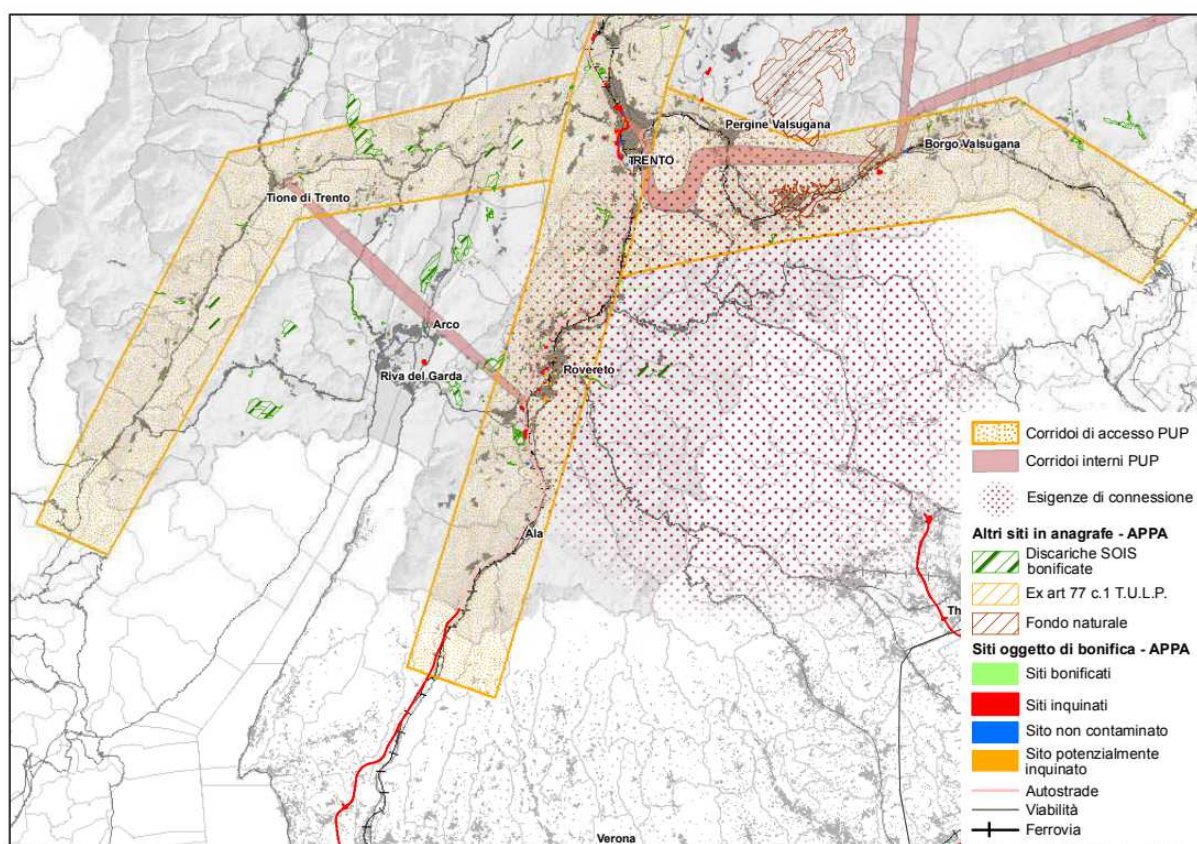 Pergine Valsugana
TRENTO
Borgo Valsugana
Tione di Trento
Arco
Riva del Garda
Rovereto
Ala
Th
Verona
Corridoi di accesso PUP
Corridoi interni PUP
Esigenze di connessione
Altri siti in anagrafe - APPA
Discariche SOIS
bonificate
Ex art 77 c.1 T.U.L.P.
Fondo naturale
Siti oggetto di bonifica - APPA
Siti bonificati
Siti inquinati
Sito non contaminato
Sito potenzialmente
inquinato
Autostrade
Viabilità
Ferrovia